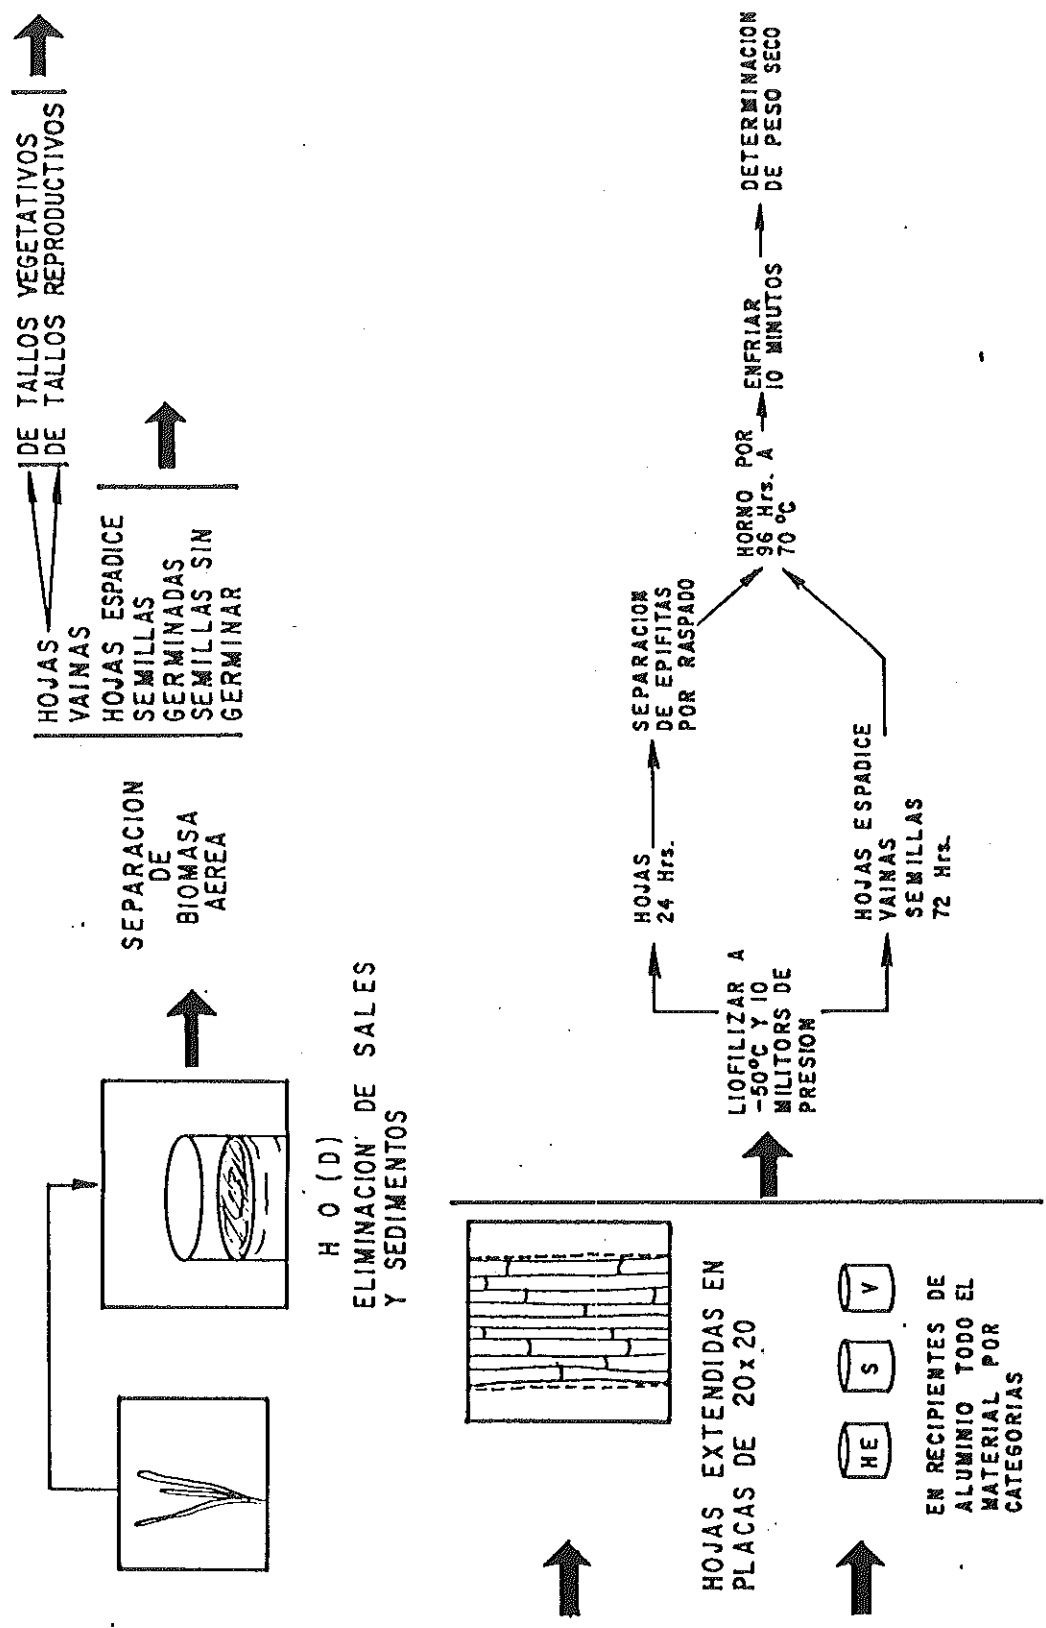 H O (D)
ELIMINACION DE SALES
Y SEDIMENTOS
SEPARACION
DE
BIOMASA
AEREA
HOJAS
VAINAS
HOJAS ESPADICE
SEMILLAS
GERMINADAS
SEMILLAS SIN
GERMINAR
DE TALLOS VEGETATIVOS
DE TALLOS REPRODUCTIVOS
HOJAS EXTENDIDAS EN
PLACAS DE 20x20
HE
S
V
EN RECIPIENTES DE
ALUMINIO TODO EL
MATERIAL POR
CATEGORIAS
LIOFILIZAR A
-50°C Y 10
MILITORS DE
PRESION
HOJAS
24 Hrs.
SEPARACION
DE EPIFITAS
POR RASPADO
HOJAS ESPADICE
VAINAS
SEMILLAS
72 Hrs.
HORNO POR
96 Hrs. A
70 °C
ENFRIAR
10 MINUTOS
DETERMINACION
DE PESO SECO